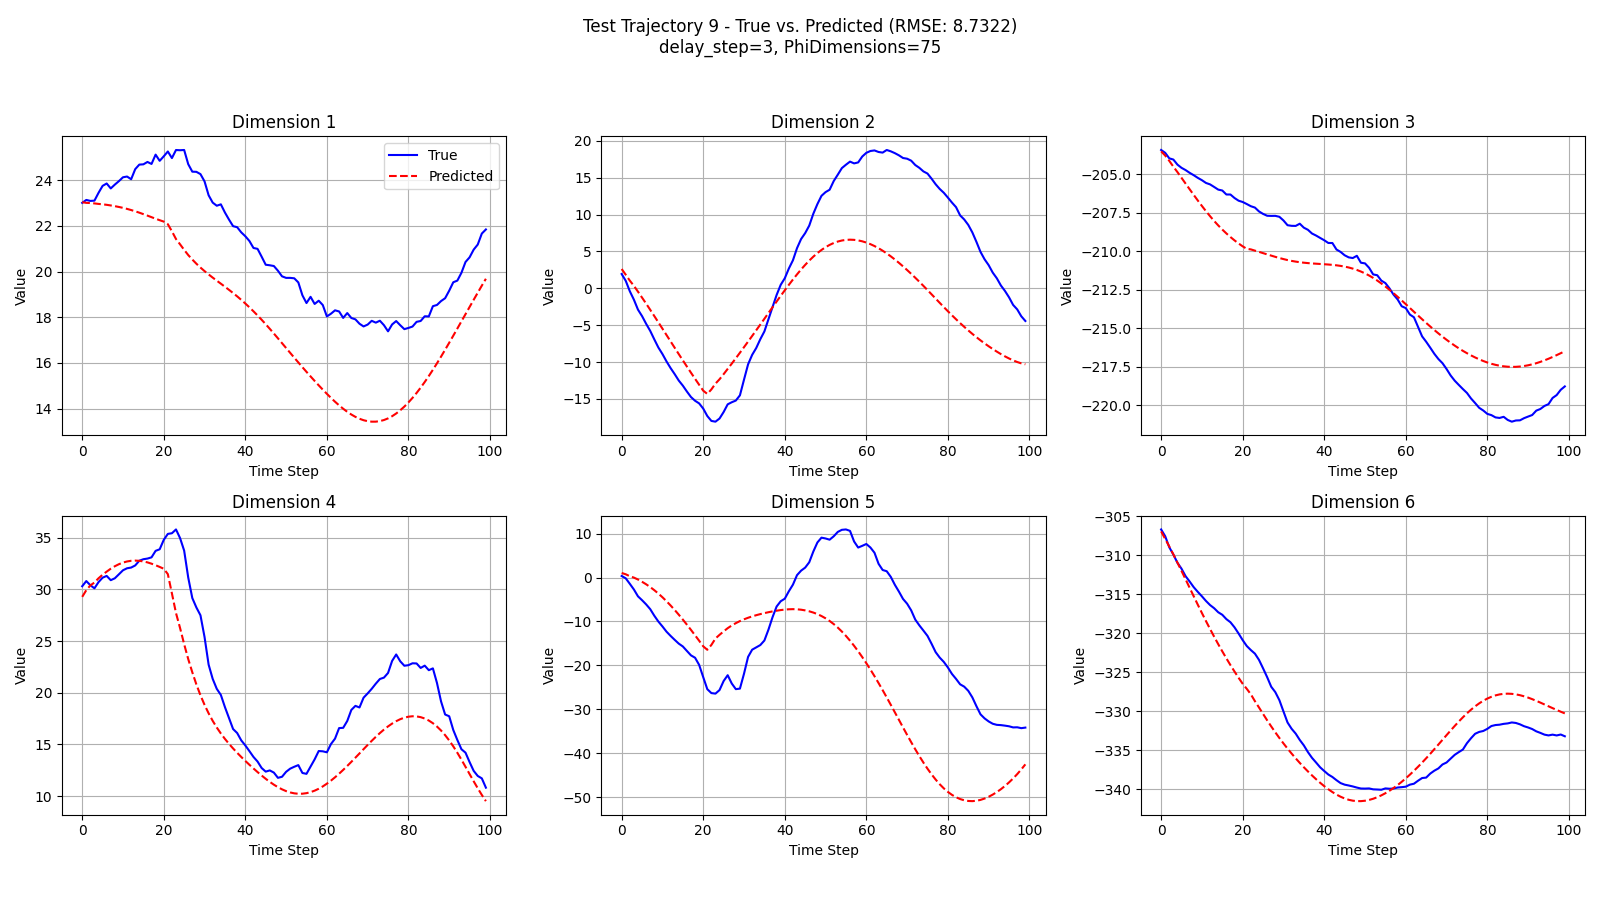 Test Trajectory 9 - True vs. Predicted (RMSE: 8.7322)
delay_step=3, PhiDimensions=75
Dimension 1
Value
24
22
20
18
16
14
0 20 40 60 80 100
Time Step
True
Predicted
Dimension 2
Value
20
15
10
5
0
−5
−10
−15
0 20 40 60 80 100
Time Step
Dimension 3
Value
−205.0
−207.5
−210.0
−212.5
−215.0
−217.5
−220.0
0 20 40 60 80 100
Time Step
Dimension 4
Value
35
30
25
20
15
10
0 20 40 60 80 100
Time Step
Dimension 5
Value
10
0
−10
−20
−30
−40
−50
0 20 40 60 80 100
Time Step
Dimension 6
Value
−305
−310
−315
−320
−325
−330
−335
−340
0 20 40 60 80 100
Time Step